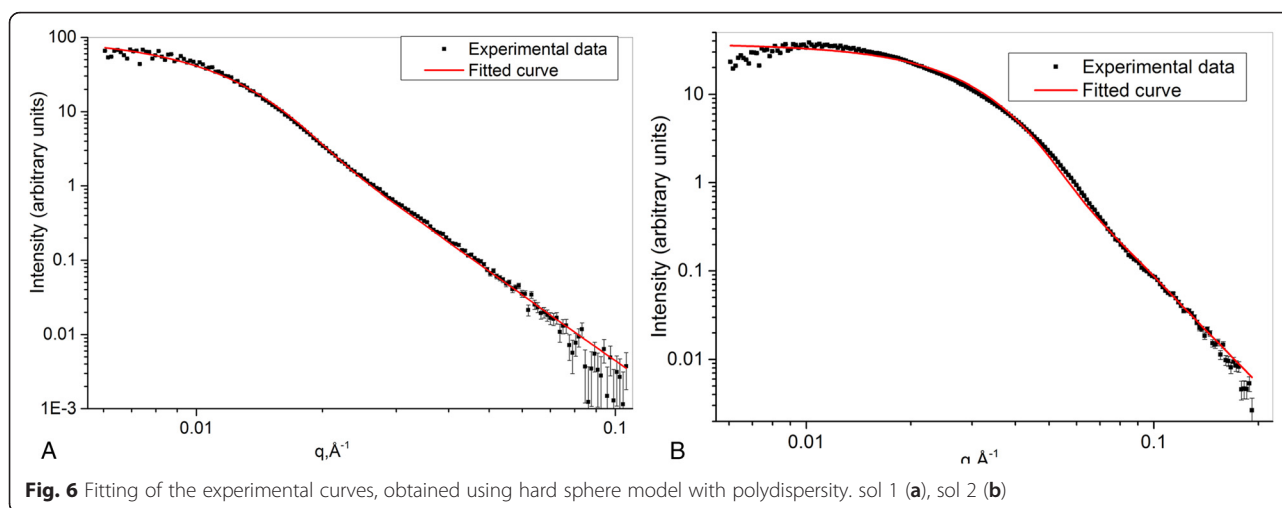 100
10
1
0.1
0.01
1E-3
Intensity (arbitrary units)
Experimental data
Fitted curve
0.01
0.1
q,Å⁻¹
A
10
1
0.1
0.01
Intensity (arbitrary units)
Experimental data
Fitted curve
0.01
0.1
q,Å⁻¹
B
Fig. 6 Fitting of the experimental curves, obtained using hard sphere model with polydispersity. sol 1 (a), sol 2 (b)